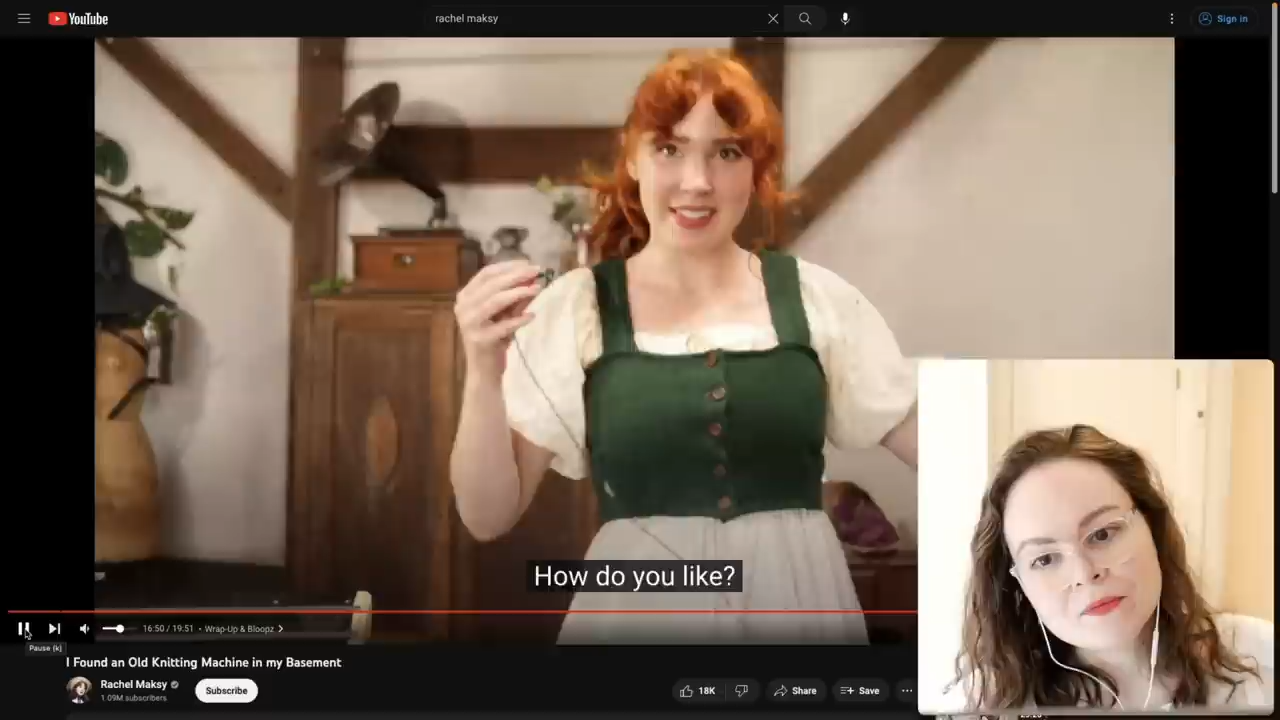 YouTube
rachel maksy
Sign in
How do you like?
16:50 / 19:51 • Wrap-Up & Bloopz
Pause (k)
I Found an Old Knitting Machine in my Basement
Rachel Maksy
1.09M subscribers
Subscribe
18K
Share
Save